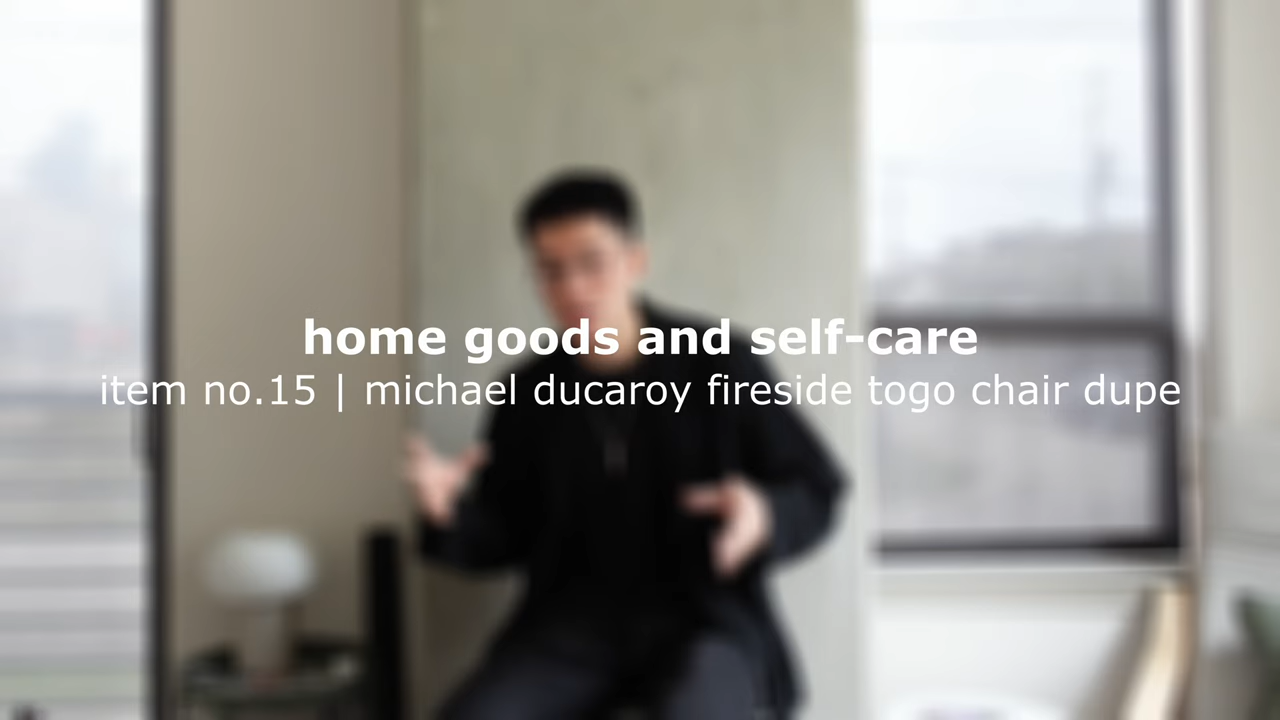 home goods and self-care
item no.15 | michael ducaroy fireside togo chair dupe